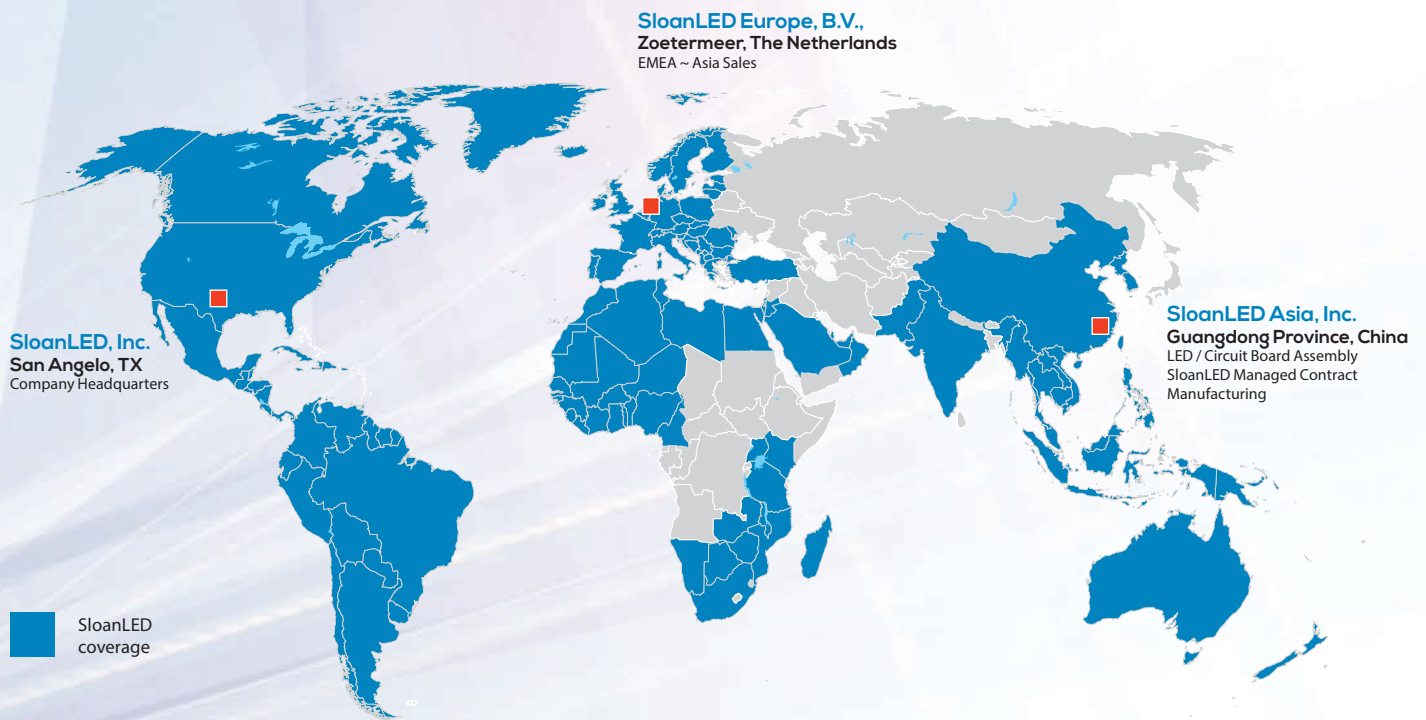 SloanLED Europe, B.V.,
Zoetermeer, The Netherlands
EMEA ~ Asia Sales
SloanLED, Inc.
San Angelo, TX
Company Headquarters
SloanLED Asia, Inc.
Guangdong Province, China
LED / Circuit Board Assembly
SloanLED Managed Contract
Manufacturing
SloanLED
coverage